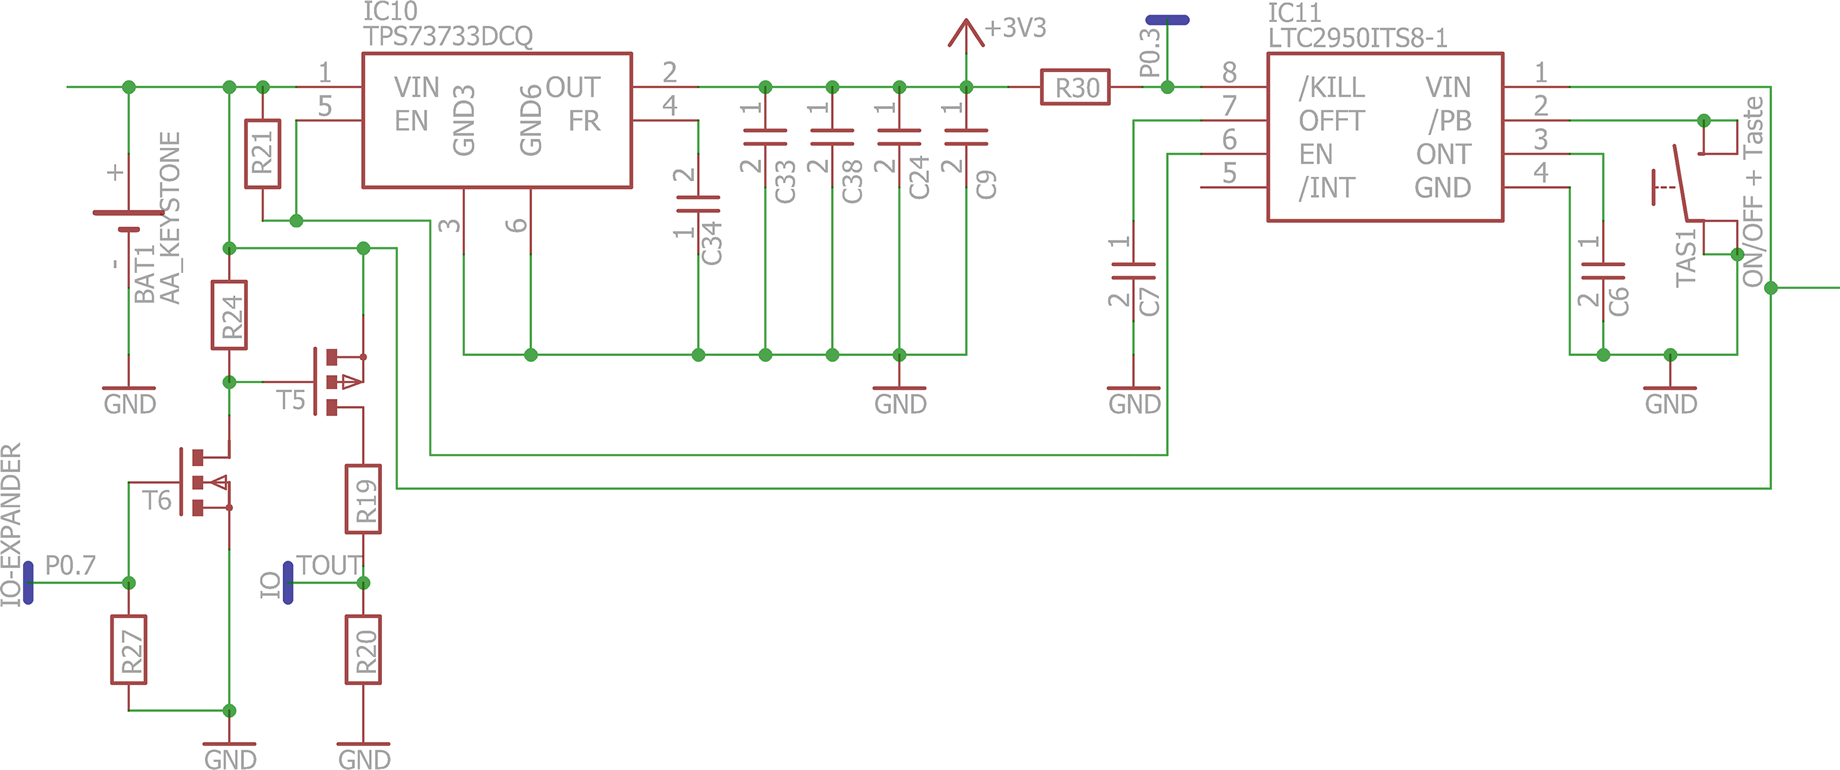 IC10
TPS73733DCQ
IC11
LTC2950ITS8-1
+3V3
P0.3
1
VIN
OUT
2
5
EN
FR
4
GND3
GND6
3
6
R21
+
-
BAT1
AA_KEYSTONE
GND
R24
T5
T6
IO-EXPANDER
P0.7
R27
GND
R19
IO
TOUT
R20
GND
2
1
C34
1
2
C33
1
2
C38
1
2
C24
1
2
C9
GND
R30
8
/KILL
VIN
1
7
OFFT
/PB
2
6
EN
ONT
3
5
/INT
GND
4
1
2
C7
GND
1
2
C6
GND
TAS1
ON/OFF + Taste